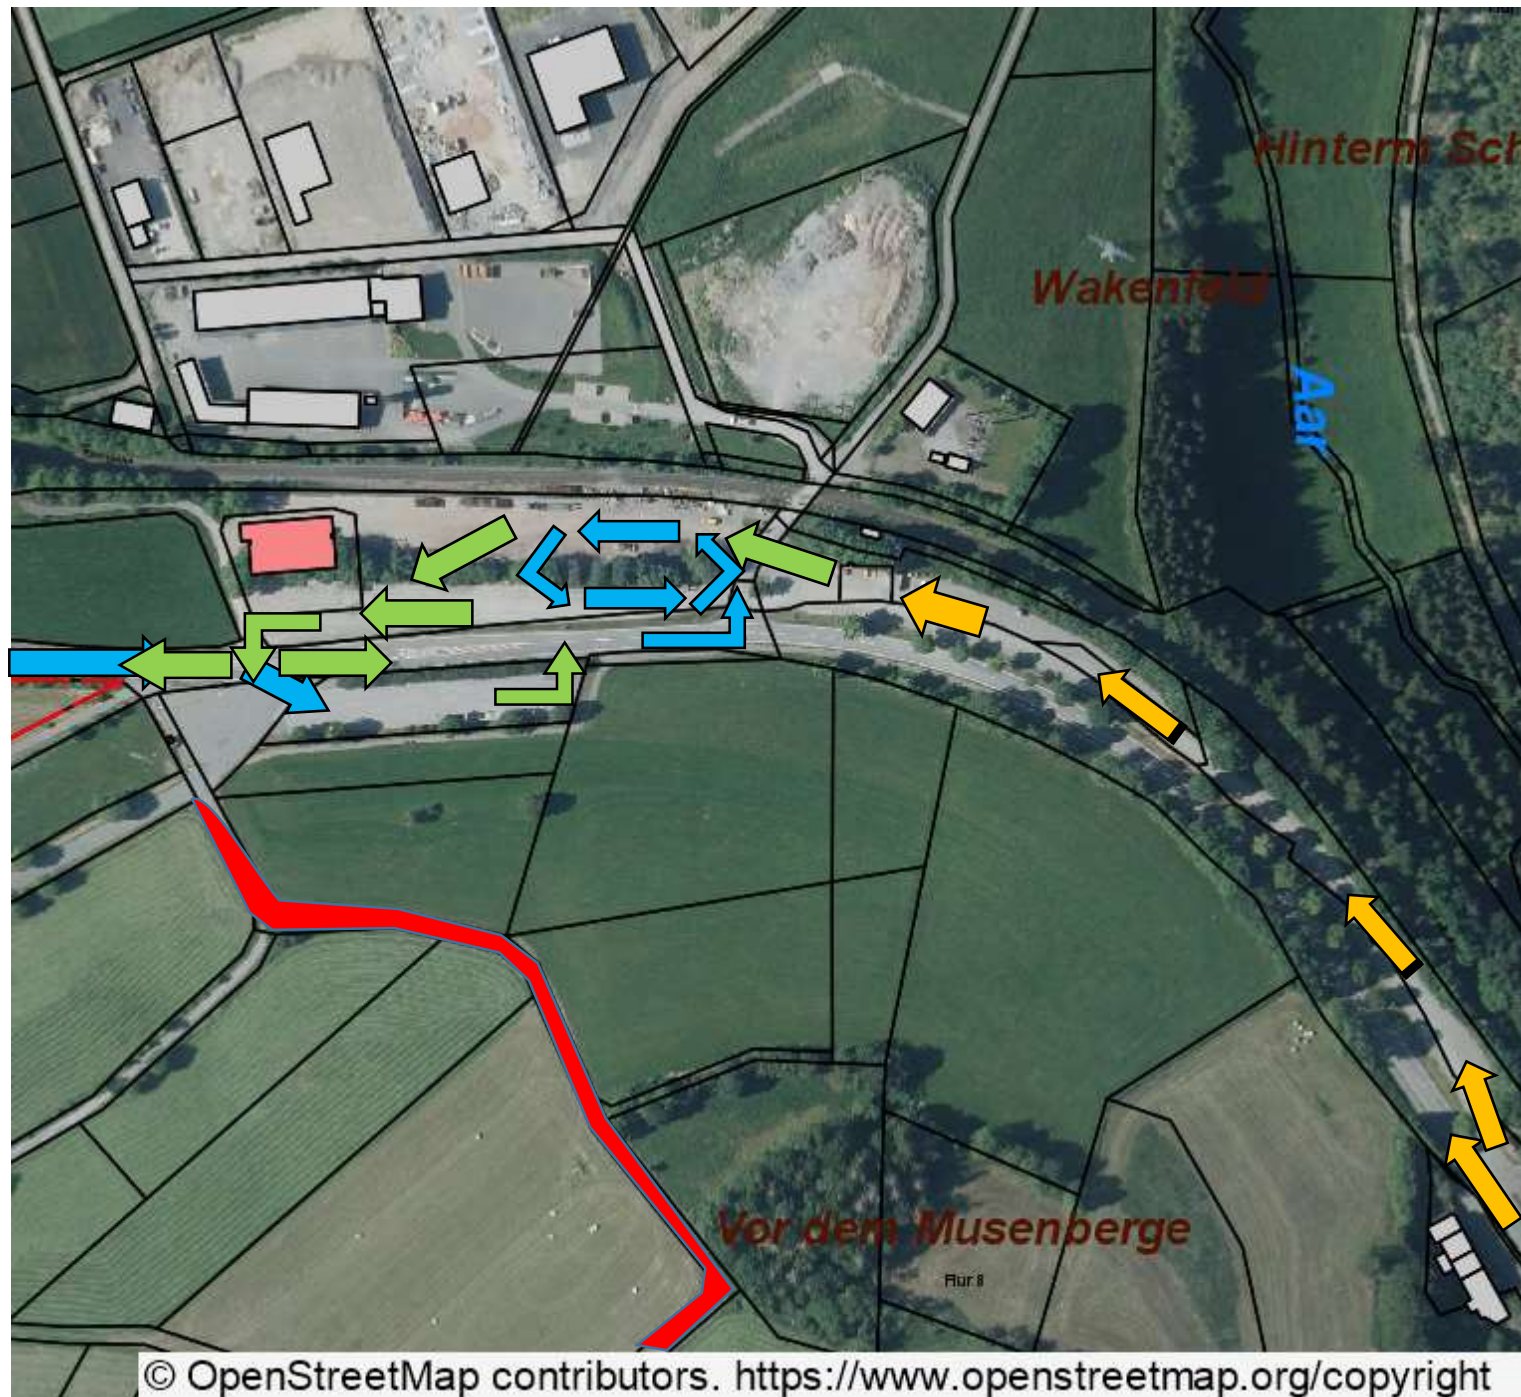 Hinterm Sch
Wakenfeld
Aar
Vor dem Musenberge
Flur 8
© OpenStreetMap contributors. https://www.openstreetmap.org/copyright